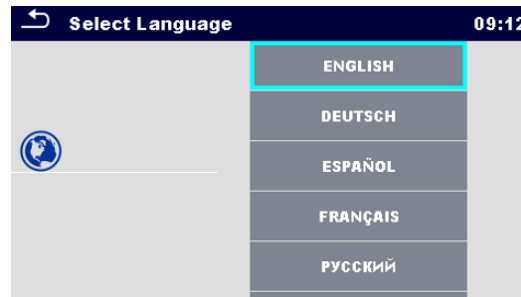 Select Language 09:12
ENGLISH
DEUTSCH
ESPAÑOL
FRANÇAIS
РУССКИЙ